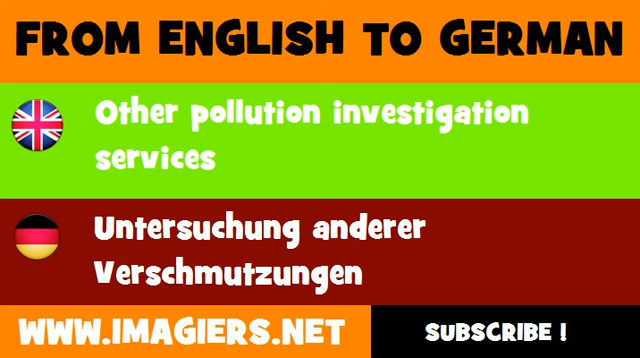 FROM ENGLISH TO GERMAN
Other pollution investigation
services
Untersuchung anderer
Verschmutzungen
WWW.IMAGIERS.NET
SUBSCRIBE !